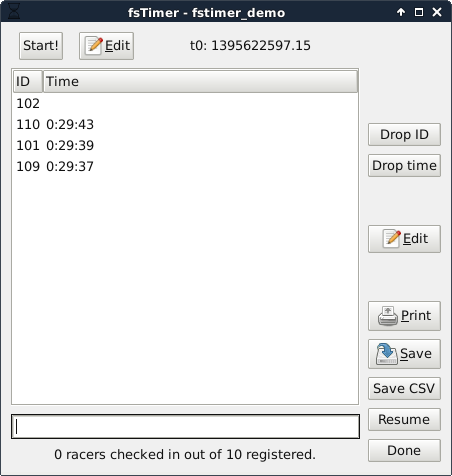 fsTimer - fstimer_demo
Start! Edit t0: 1395622597.15
ID Time
102
110 0:29:43
101 0:29:39
109 0:29:37
Drop ID
Drop time
Edit
Print
Save
Save CSV
Resume
Done
0 racers checked in out of 10 registered.